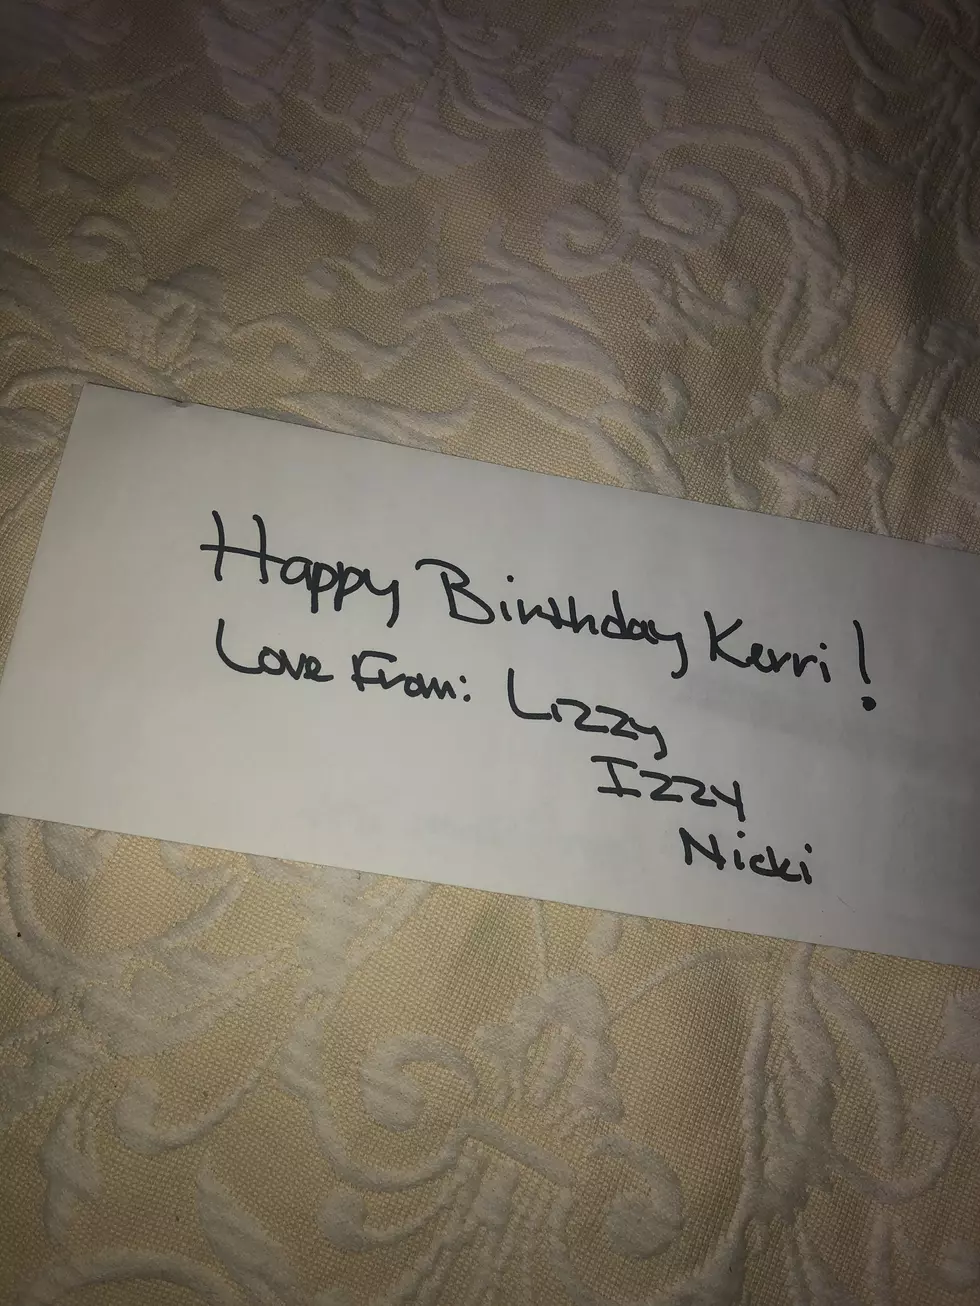 Happy Birthday Kerri!
Love From: Lizzy
Izzy
Nicki